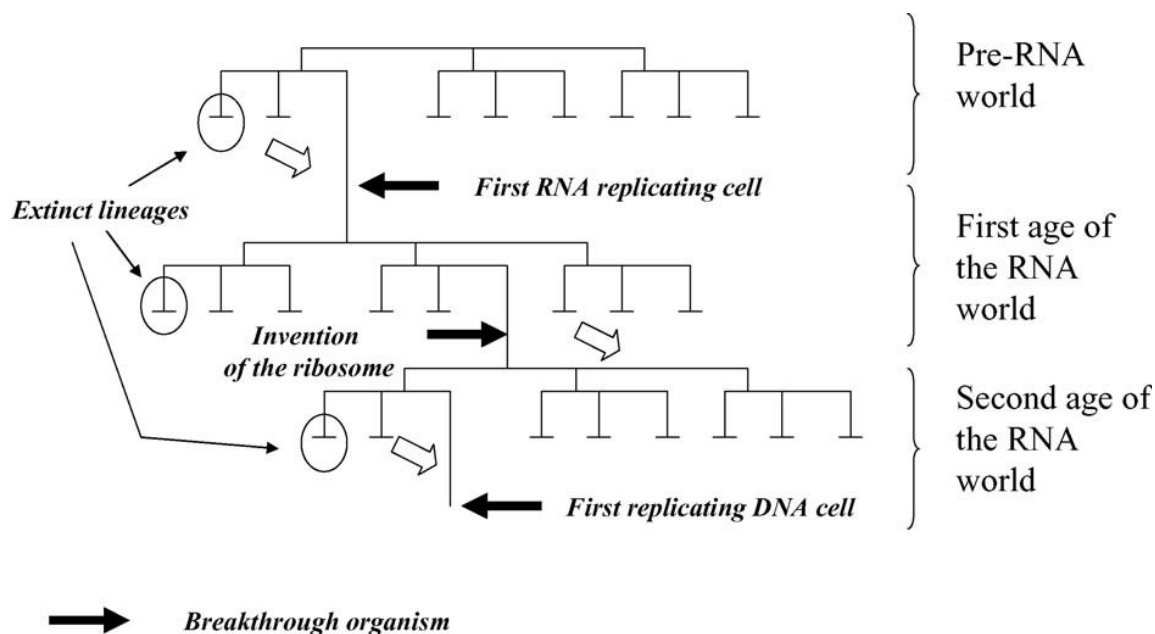 Pre-RNA
world
First RNA replicating cell
Extinct lineages
First age of
the RNA
world
Invention
of the ribosome
Second age of
the RNA
world
First replicating DNA cell
Breakthrough organism